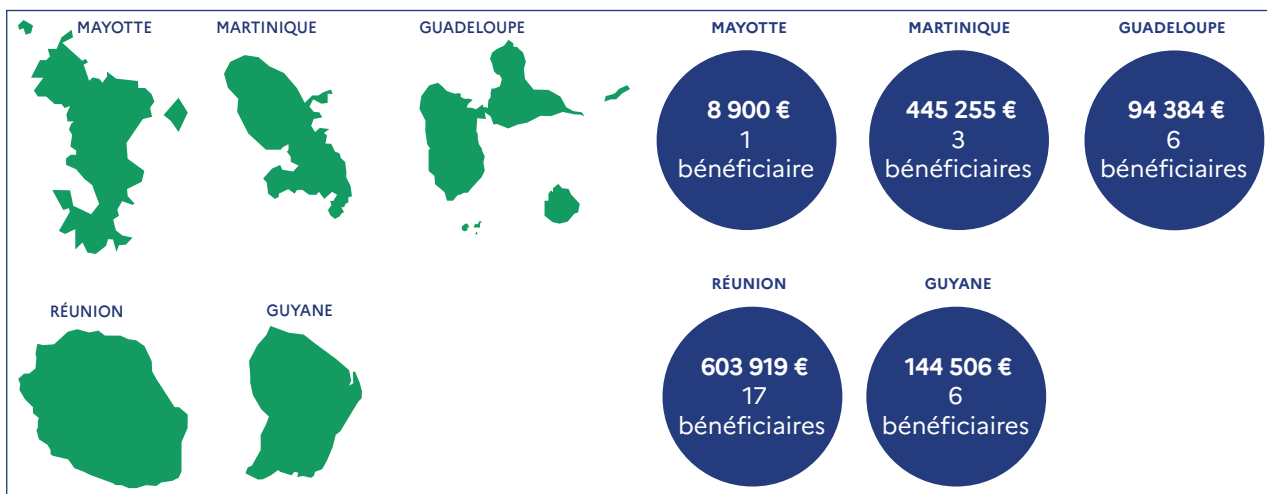 MAYOTTE
MARTINIQUE
GUADELOUPE
RÉUNION
GUYANE
MAYOTTE
8 900 €
1
bénéficiaire
MARTINIQUE
445 255 €
3
bénéficiaires
GUADELOUPE
94 384 €
6
bénéficiaires
RÉUNION
603 919 €
17
bénéficiaires
GUYANE
144 506 €
6
bénéficiaires